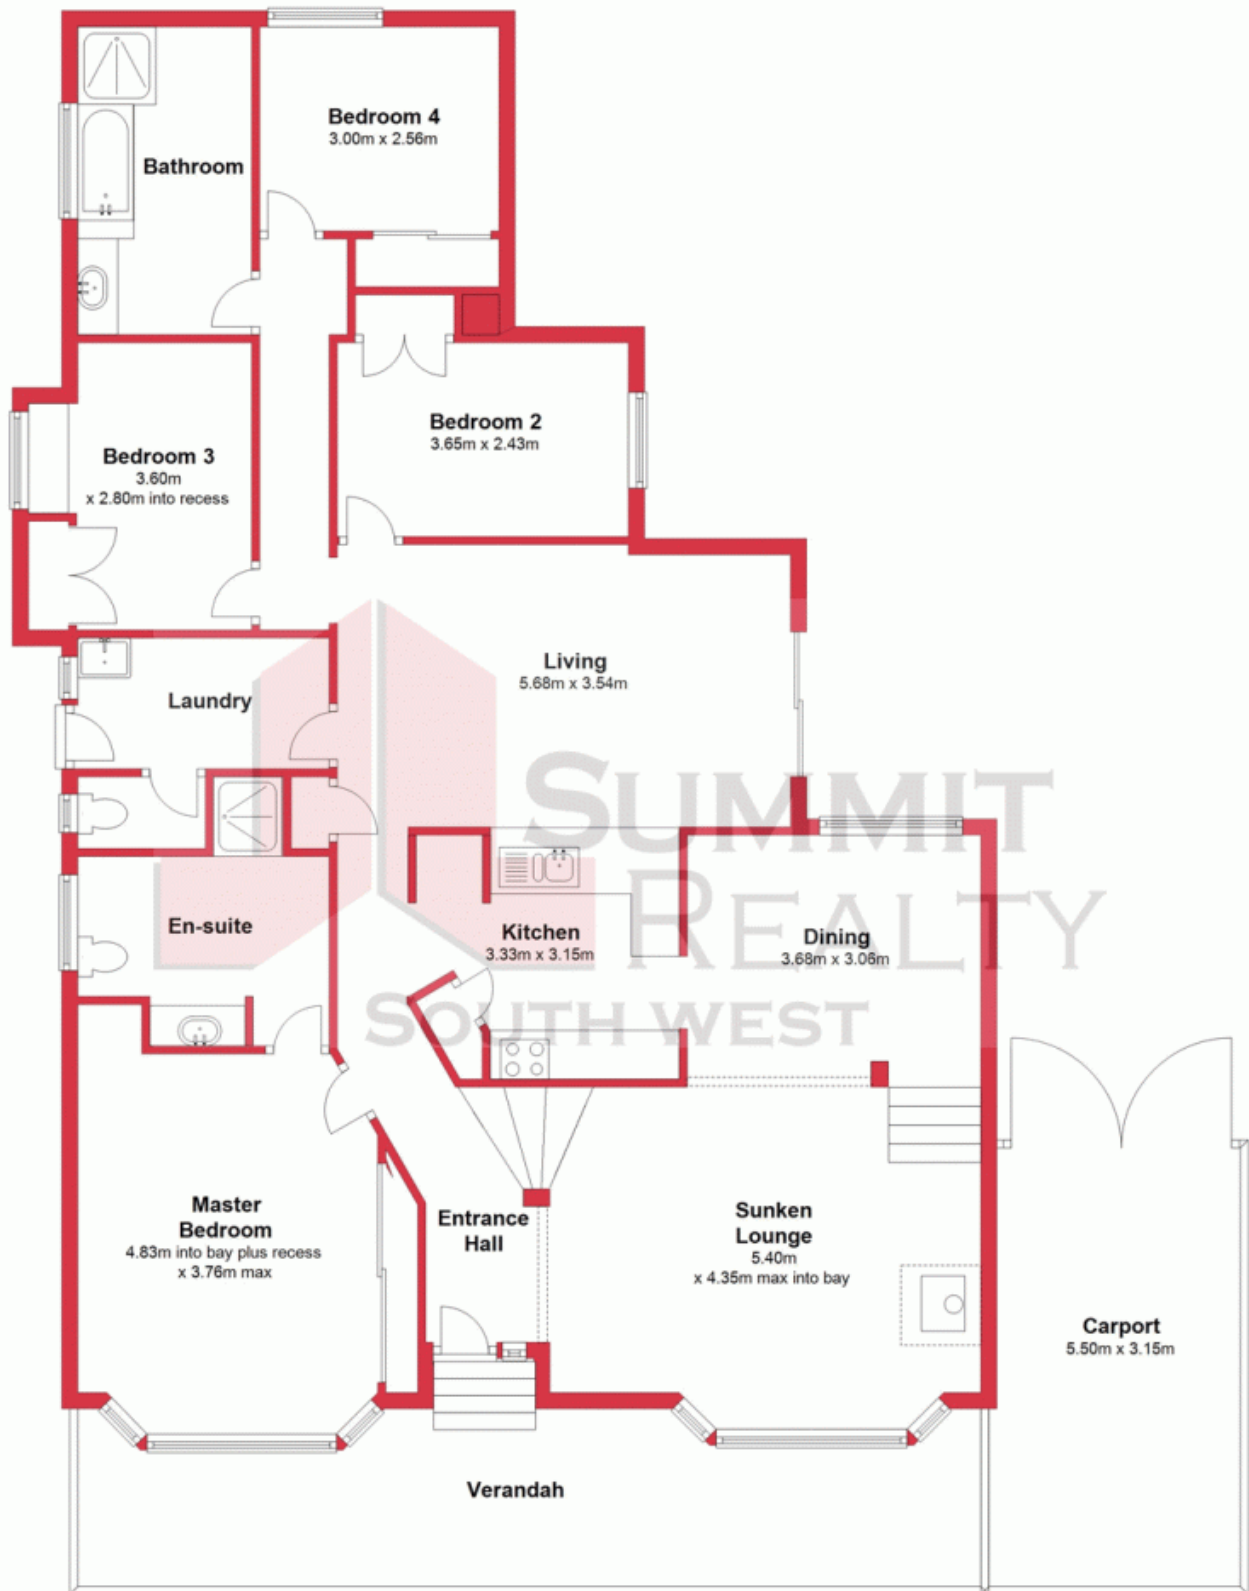 Bedroom 4
3.00m x 2.56m
Bathroom
Bedroom 2
3.65m x 2.43m
Bedroom 3
3.60m
x 2.80m into recess
Living
5.68m x 3.54m
Laundry
SUMMIT
REALTY
SOUTH WEST
En-suite
Kitchen
3.33m x 3.15m
Dining
3.68m x 3.06m
Master
Bedroom
4.83m into bay plus recess
x 3.76m max
Entrance
Hall
Sunken
Lounge
5.40m
x 4.35m max into bay
Carport
5.50m x 3.15m
Verandah